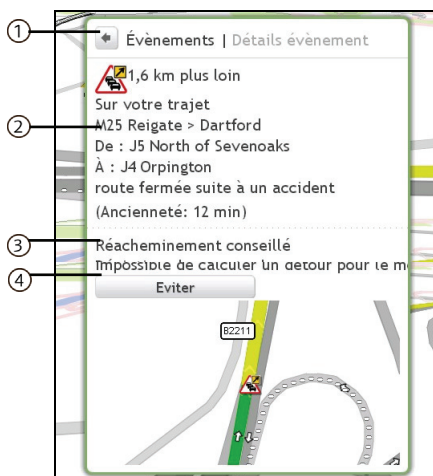 1
Évènements | Détails évènement
1,6 km plus loin
Sur votre trajet
2
M25 Reigate > Dartford
De : J5 North of Sevenoaks
À : J4 Orpington
route fermée suite à un accident
(Ancienneté: 12 min)
3
Réacheminement conseillé
Impossible de calculer un détour pour le m
4
Eviter
B2211